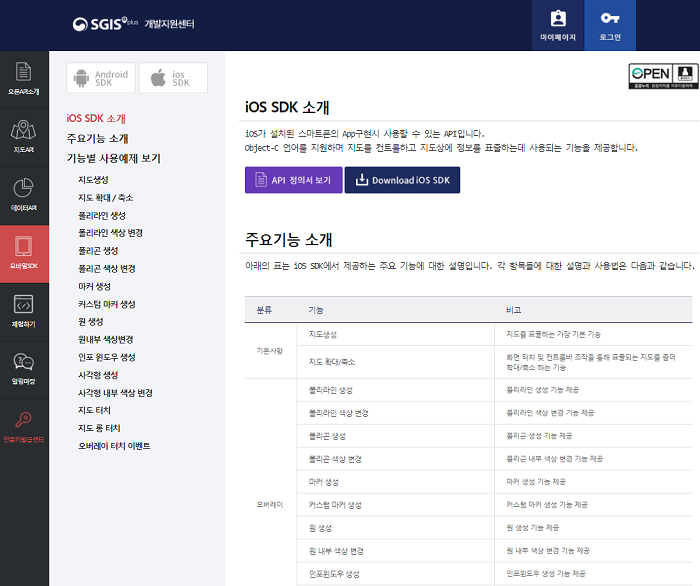 SGIS plus 개발지원센터
마이페이지
로그인
오픈API소개
지도API
데이터API
모바일SDK
체험하기
알림마당
인증키발급센터
Android
SDK
ios
SDK
iOS SDK 소개
주요기능 소개
기능별 사용예제 보기
지도생성
지도 확대 / 축소
폴리라인 생성
폴리라인 색상 변경
폴리곤 생성
폴리곤 색상 변경
마커 생성
커스텀 마커 생성
원 생성
원내부 색상변경
인포 윈도우 생성
사각형 생성
사각형 내부 색상 변경
지도 터치
지도 롱 터치
오버레이 터치 이벤트
OPEN
iOS SDK 소개
iOS가 설치된 스마트폰의 App구현시 사용할 수 있는 API입니다.
Object-C 언어를 지원하며 지도를 컨트롤하고 지도상에 정보를 표출하는데 사용되는 기능을 제공합니다.
API 정의서 보기
Download iOS SDK
주요기능 소개
아래의 표는 iOS SDK에서 제공하는 주요 기능에 대한 설명입니다. 각 항목들에 대한 설명과 사용법은 다음과 같습니다.
분류 기능 비고
기본사항
지도생성 지도를 표출하는 가장 기본 기능
지도 확대/축소 화면 터치 및 컨트롤바 조작을 통해 표출되는 지도를 줌더
확대/축소 하는 기능
오버레이
폴리라인 생성 폴리라인 생성 기능 제공
폴리라인 색상 변경 폴리라인 색상 변경 기능 제공
폴리곤 생성 폴리곤 생성 기능 제공
폴리곤 색상 변경 폴리곤 내부 색상 변경 기능 제공
마커 생성 마커 생성 기능 제공
커스텀 마커 생성 커스텀 마커 생성 기능 제공
원 생성 원 생성 기능 제공
원 내부 색상 변경 원 내부 색상 변경 기능 제공
인포윈도우 생성 인포윈도우 생성 기능 제공